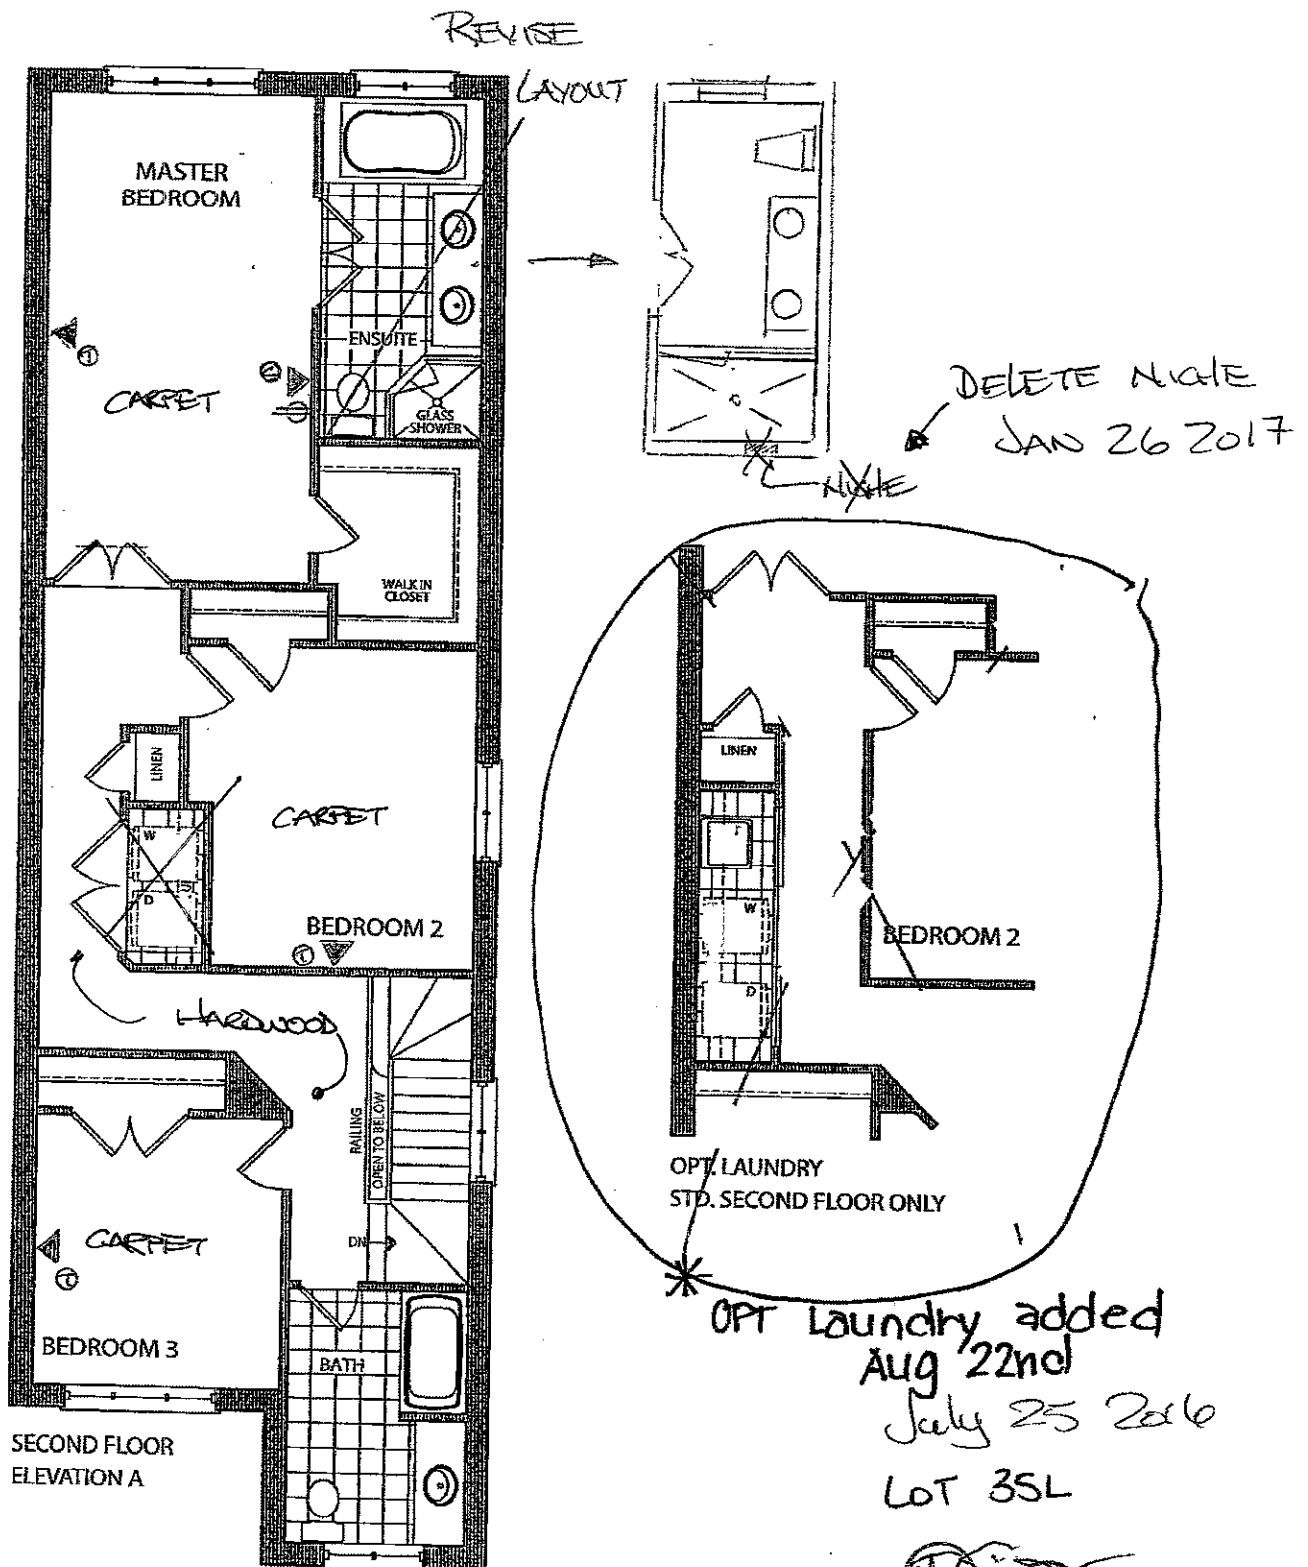 REVISE
LAYOUT
MASTER
BEDROOM
ENSUITE
CARPET
GLASS
SHOWER
DELETE NICHE
JAN 26 2017
NICHE
WALK IN
CLOSET
LINEN
W
D
CARPET
BEDROOM 2
HARDWOOD
RAILING
OPEN TO BELOW
DN
CARPET
BEDROOM 3
BATH
SECOND FLOOR
ELEVATION A
LINEN
W
D
BEDROOM 2
OPT. LAUNDRY
STD. SECOND FLOOR ONLY
OPT Laundry added
Aug 22nd
July 25 2016
LOT 35L